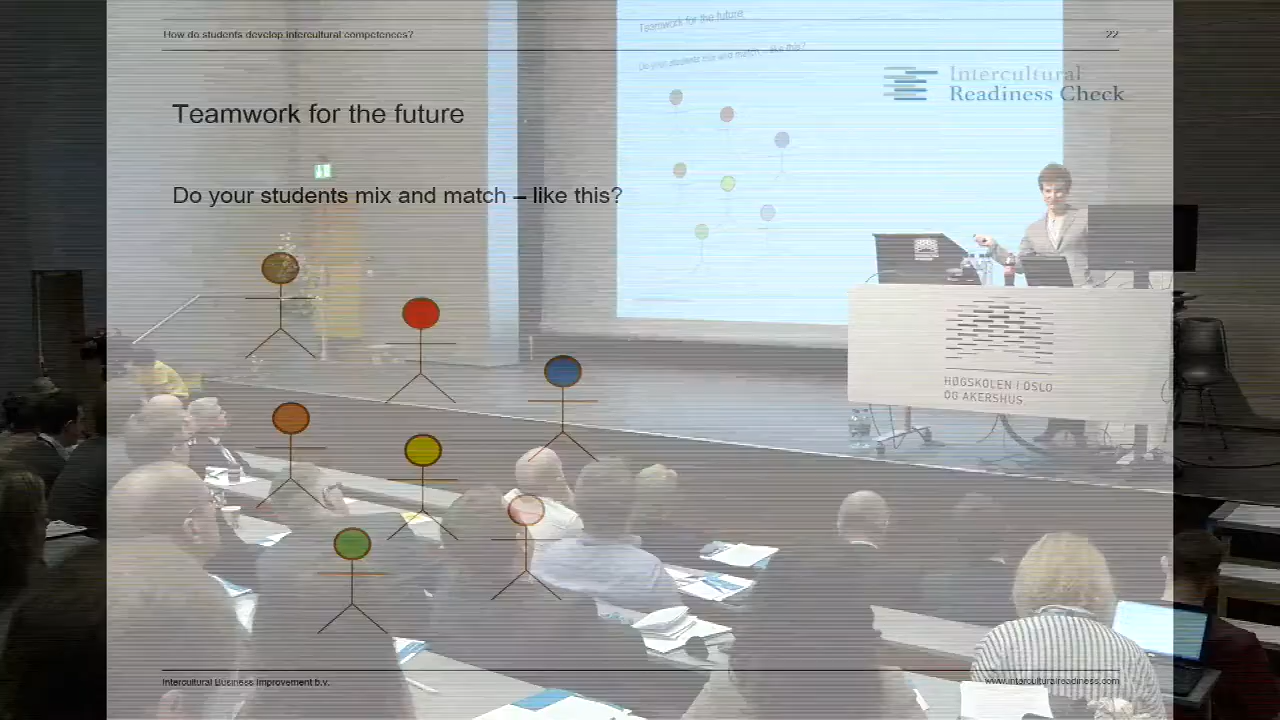 How do students develop intercultural competences?
22
Intercultural
Readiness Check
Teamwork for the future
Do your students mix and match – like this?
Teamwork for the future
Do your students mix and match – like this?
HØGSKOLEN I OSLO
OG AKERSHUS
Intercultural Business Improvement b.v.
www.interculturalreadiness.com